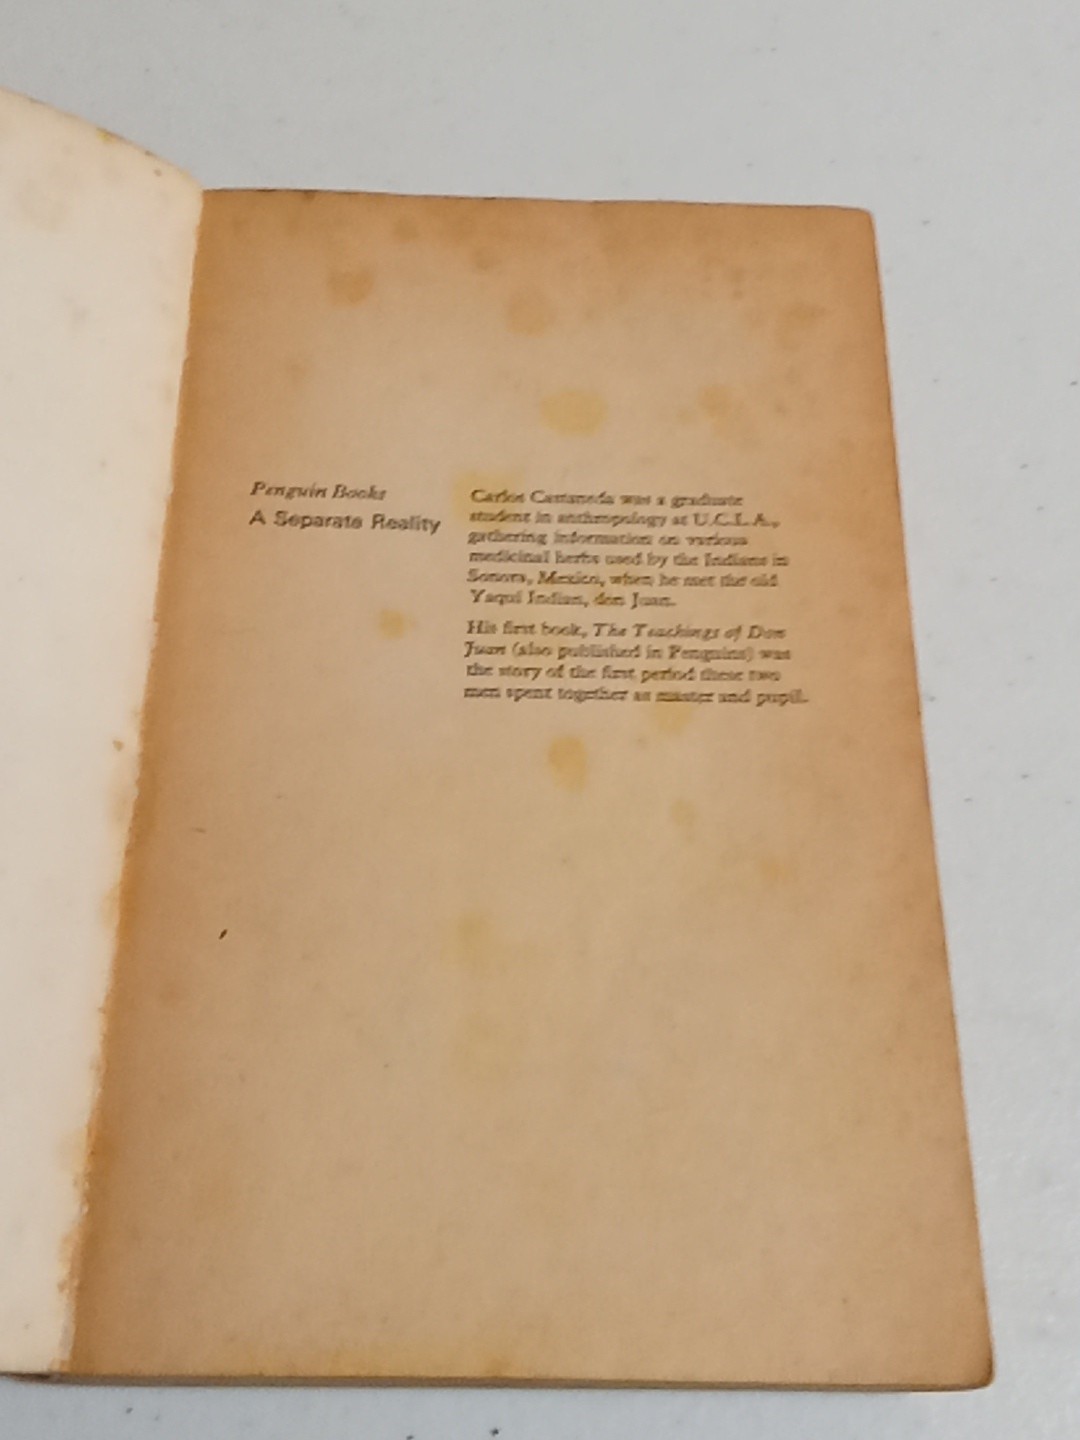 Penguin Books
A Separate Reality
Carlos Castaneda was a graduate
student in anthropology at U.C.L.A.,
gathering information on various
medicinal herbs used by the Indians in
Sonora, Mexico, when he met the old
Yaqui Indian, don Juan.
His first book, The Teachings of Don
Juan (also published in Penguins) was
the story of the first period these two
men spent together as master and pupil.